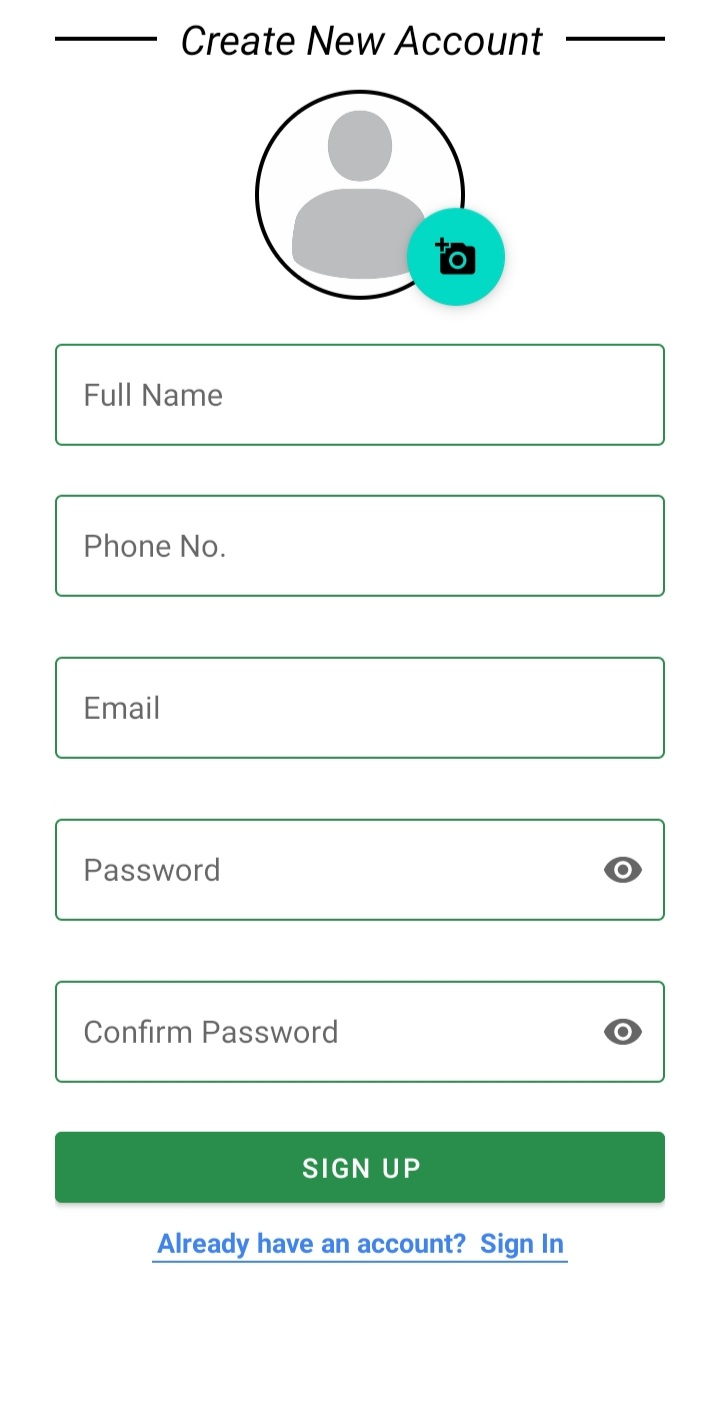 Create New Account
Full Name
Phone No.
Email
Password
Confirm Password
SIGN UP
Already have an account? Sign In